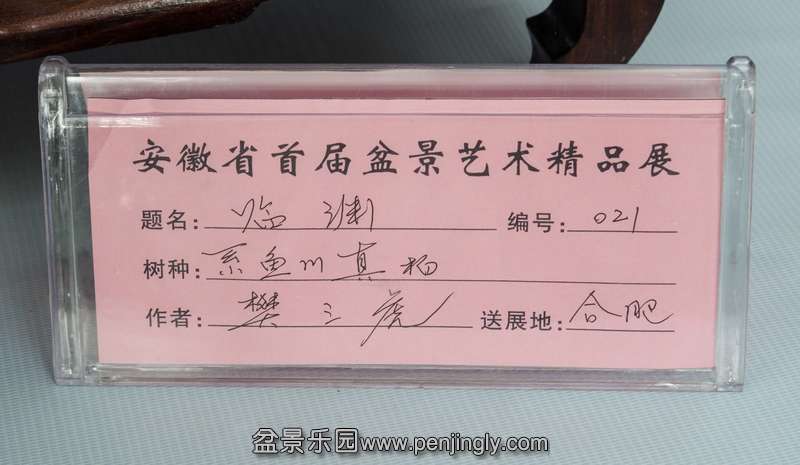 安徽省首届盆景艺术精品展
题名: 临渊 编号: 021
树种: 系鱼川真柏
作者: 樊三虎 送展地: 合肥
盆景乐园www.penjingly.com